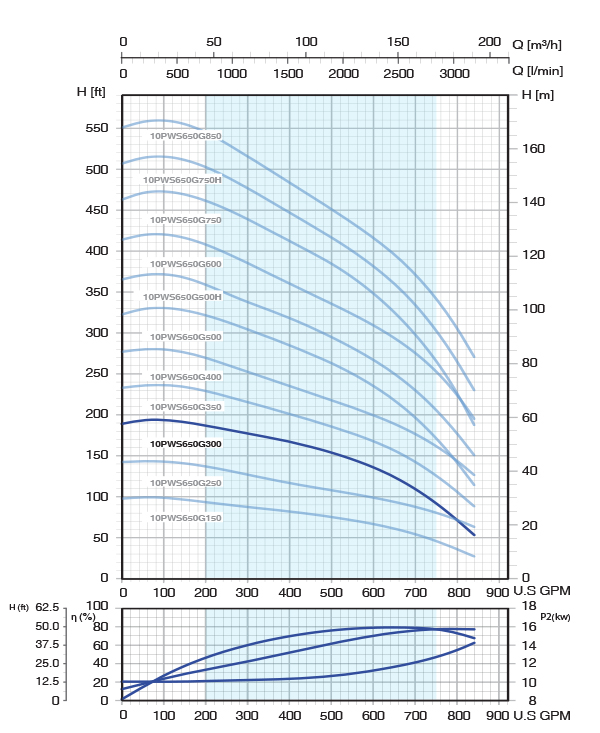 0 50 100 150 200 Q [m³/h]
0 500 1000 1500 2000 2500 3000 Q [l/min]
H [ft] H [m]
550
10PWS6s0G8s0
160
500
10PWS6s0G7s0H
140
450
10PWS6s0G7s0
400
120
10PWS6s0G600
350
10PWS6s0Gs00H
100
300
10PWS6s0Gs00
80
250
10PWS6s0G400
10PWS6s0G3s0
60
200
10PWS6s0G300
150
40
10PWS6s0G2s0
100
10PWS6s0G1s0
20
50
0 0
0 100 200 300 400 500 600 700 800 900 U.S GPM
H (ft) 62.5 100 18
η (%) P2(kw)
50.0 80 16
37.5 60 14
25.0 40 12
12.5 20 10
0 0 8
0 100 200 300 400 500 600 700 800 900 U.S GPM